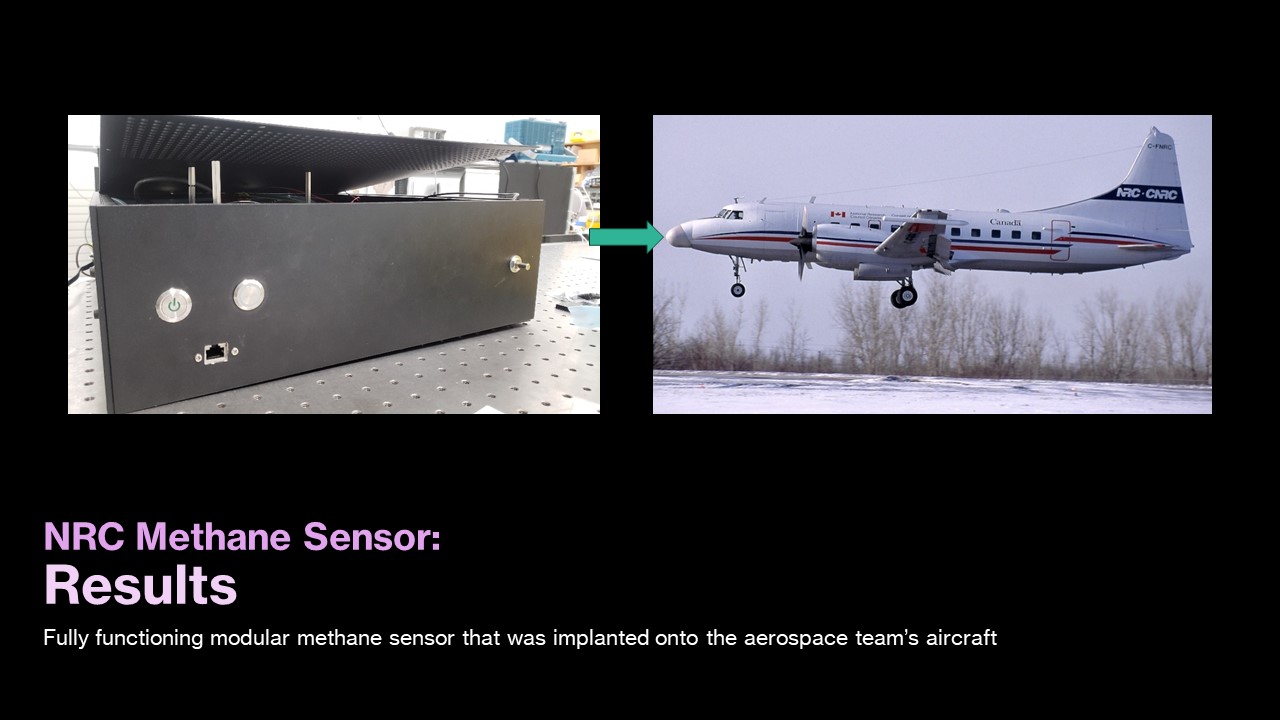 C-FNRC
NRC·CNRC
Canada
NRC Methane Sensor:
Results
Fully functioning modular methane sensor that was implanted onto the aerospace team’s aircraft